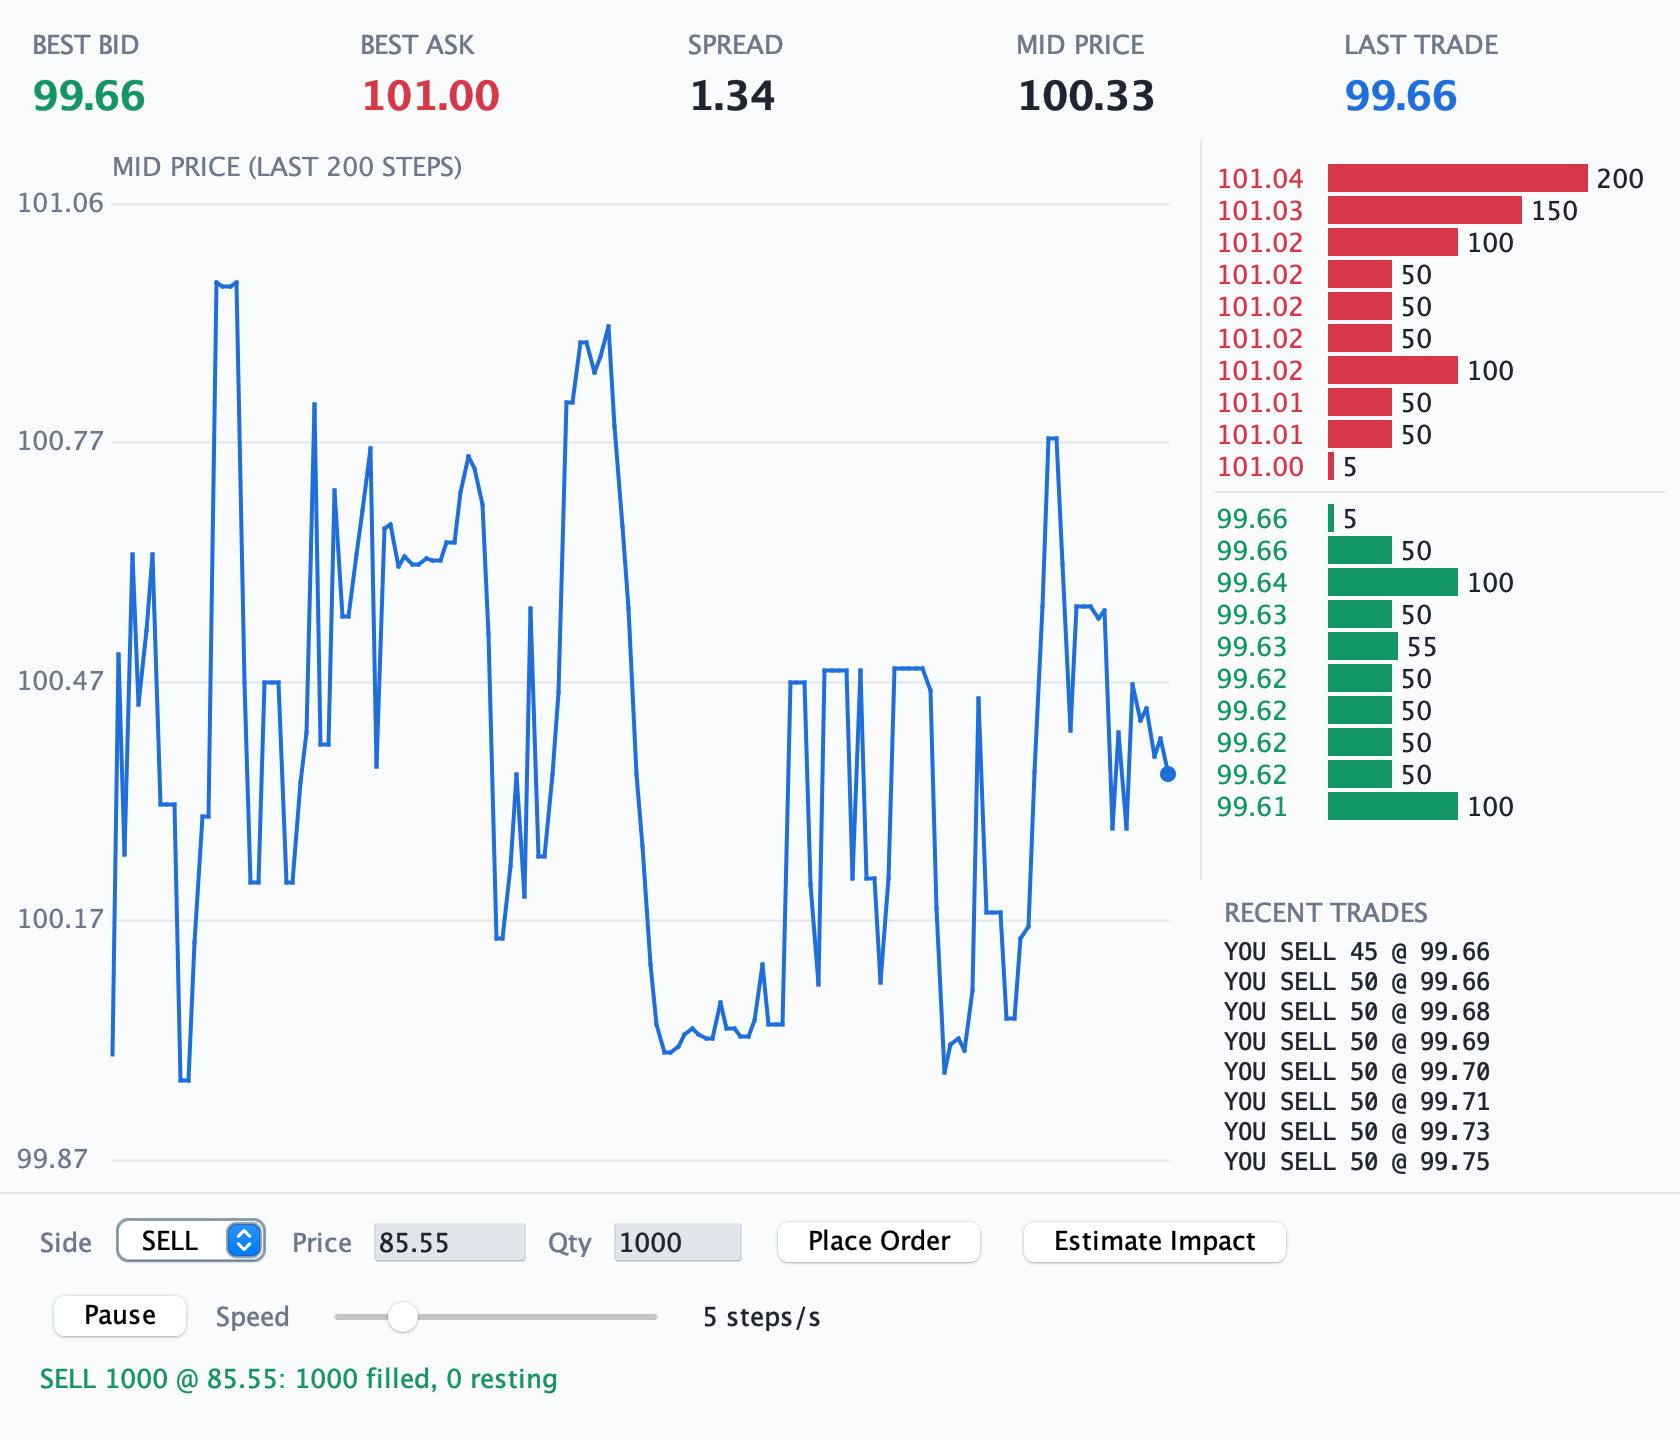 BEST BID
99.66
BEST ASK
101.00
SPREAD
1.34
MID PRICE
100.33
LAST TRADE
99.66
MID PRICE (LAST 200 STEPS)
101.06
100.77
100.47
100.17
99.87
101.04 200
101.03 150
101.02 100
101.02 50
101.02 50
101.02 50
101.02 100
101.01 50
101.01 50
101.00 5
99.66 5
99.66 50
99.64 100
99.63 50
99.63 55
99.62 50
99.62 50
99.62 50
99.62 50
99.61 100
RECENT TRADES
YOU SELL 45 @ 99.66
YOU SELL 50 @ 99.66
YOU SELL 50 @ 99.68
YOU SELL 50 @ 99.69
YOU SELL 50 @ 99.70
YOU SELL 50 @ 99.71
YOU SELL 50 @ 99.73
YOU SELL 50 @ 99.75
Side SELL Price 85.55 Qty 1000 Place Order Estimate Impact
Pause Speed 5 steps/s
SELL 1000 @ 85.55: 1000 filled, 0 resting